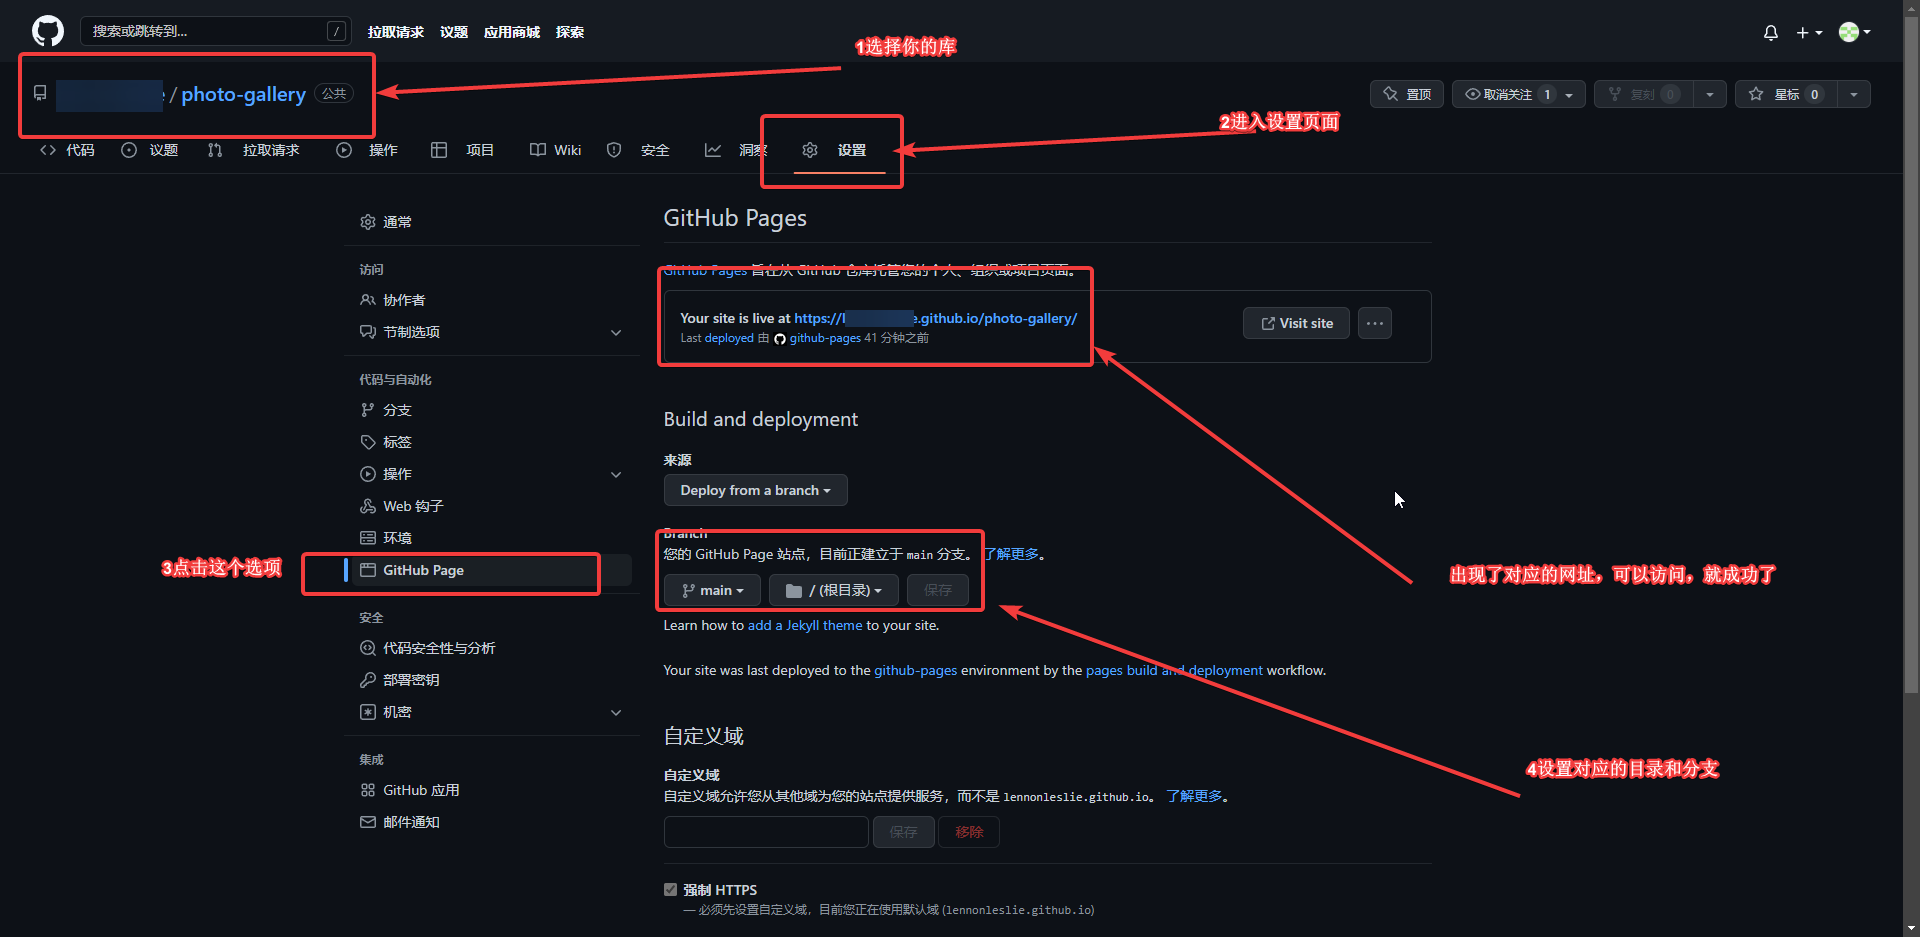 搜索或跳转到...
/
拉取请求 议题 应用商城 探索
1选择你的库
e / photo-gallery 公共
置顶
取消关注 1
复刻 0
星标 0
2进入设置页面
代码 议题 拉取请求 操作 项目 Wiki 安全 洞察 设置
通常
访问
协作者
节制选项
代码与自动化
分支
标签
操作
Web 钩子
环境
3点击这个选项
GitHub Page
安全
代码安全性与分析
部署密钥
机密
集成
GitHub 应用
邮件通知
GitHub Pages
GitHub Pages 旨在从 GitHub 仓库托管您的个人、组织或项目页面。
Your site is live at https://l e.github.io/photo-gallery/
Last deployed 由 github-pages 41 分钟之前
Visit site
...
Build and deployment
来源
Deploy from a branch
Branch
您的 GitHub Page 站点，目前正建立于 main 分支。 了解更多。
main
/ (根目录)
保存
出现了对应的网址，可以访问，就成功了
Learn how to add a Jekyll theme to your site.
Your site was last deployed to the github-pages environment by the pages build and deployment workflow.
自定义域
4设置对应的目录和分支
自定义域
自定义域允许您从其他域为您的站点提供服务，而不是 lennonleslie.github.io。 了解更多。
保存
移除
强制 HTTPS
— 必须先设置自定义域，目前您正在使用默认域 (lennonleslie.github.io)